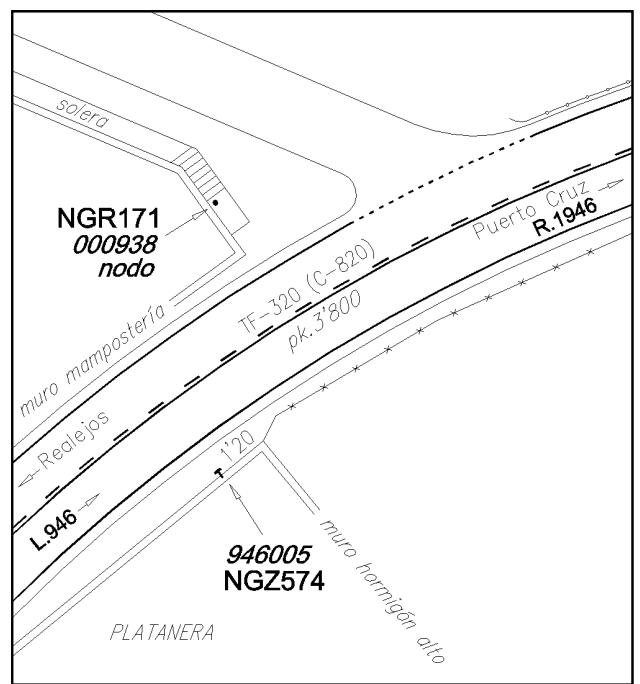 solera
NGR171
000938
nodo
Puerto Cruz
R.1946
TF-320 (C-820)
pk.3'800
muro mampostería
Realejos
1'20
L.946
946005
NGZ574
muro hormigón alto
PLATANERA